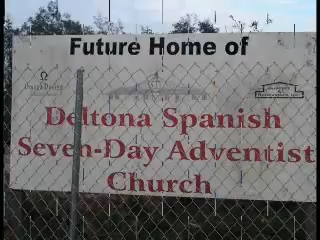 Future Home of
Deltona Spanish
Seven-Day Adventist
Church